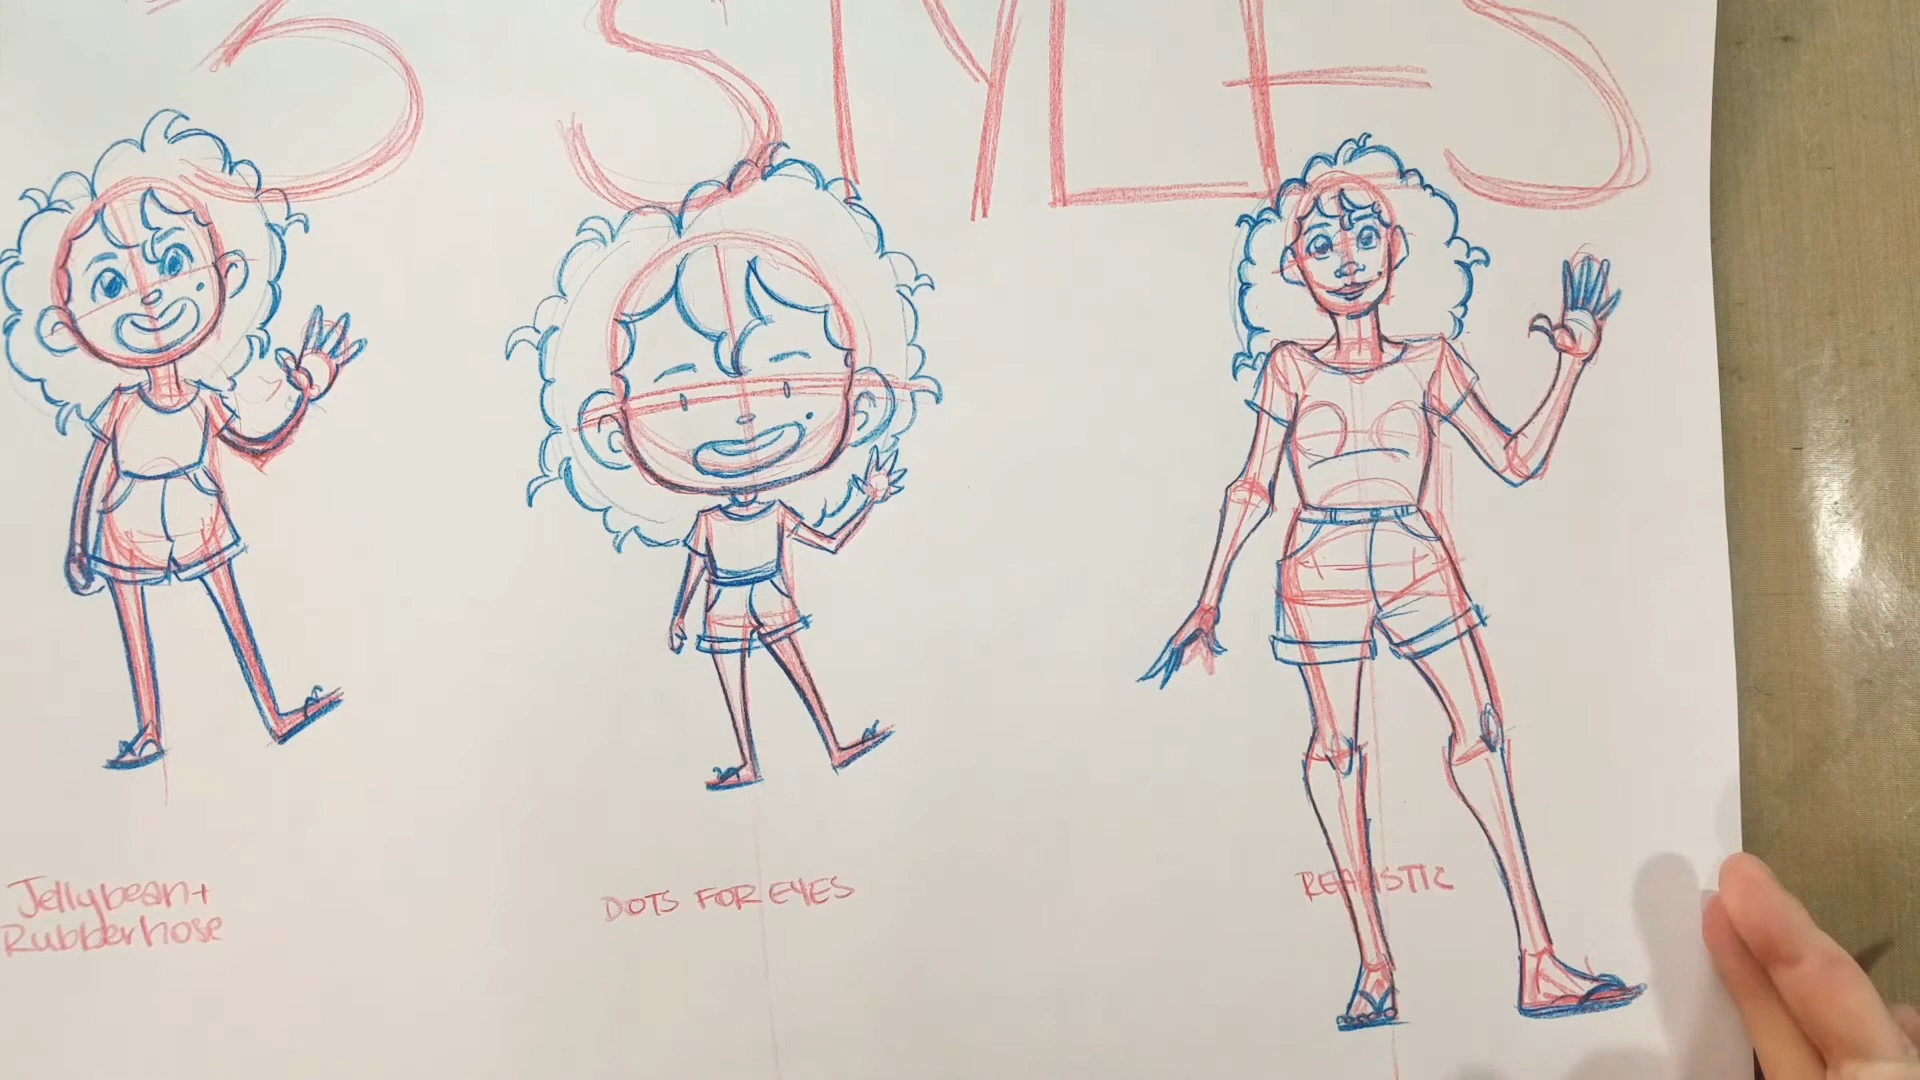 3 STYLES
Jellybean +
Rubberhose
DOTS FOR EYES
REALISTIC